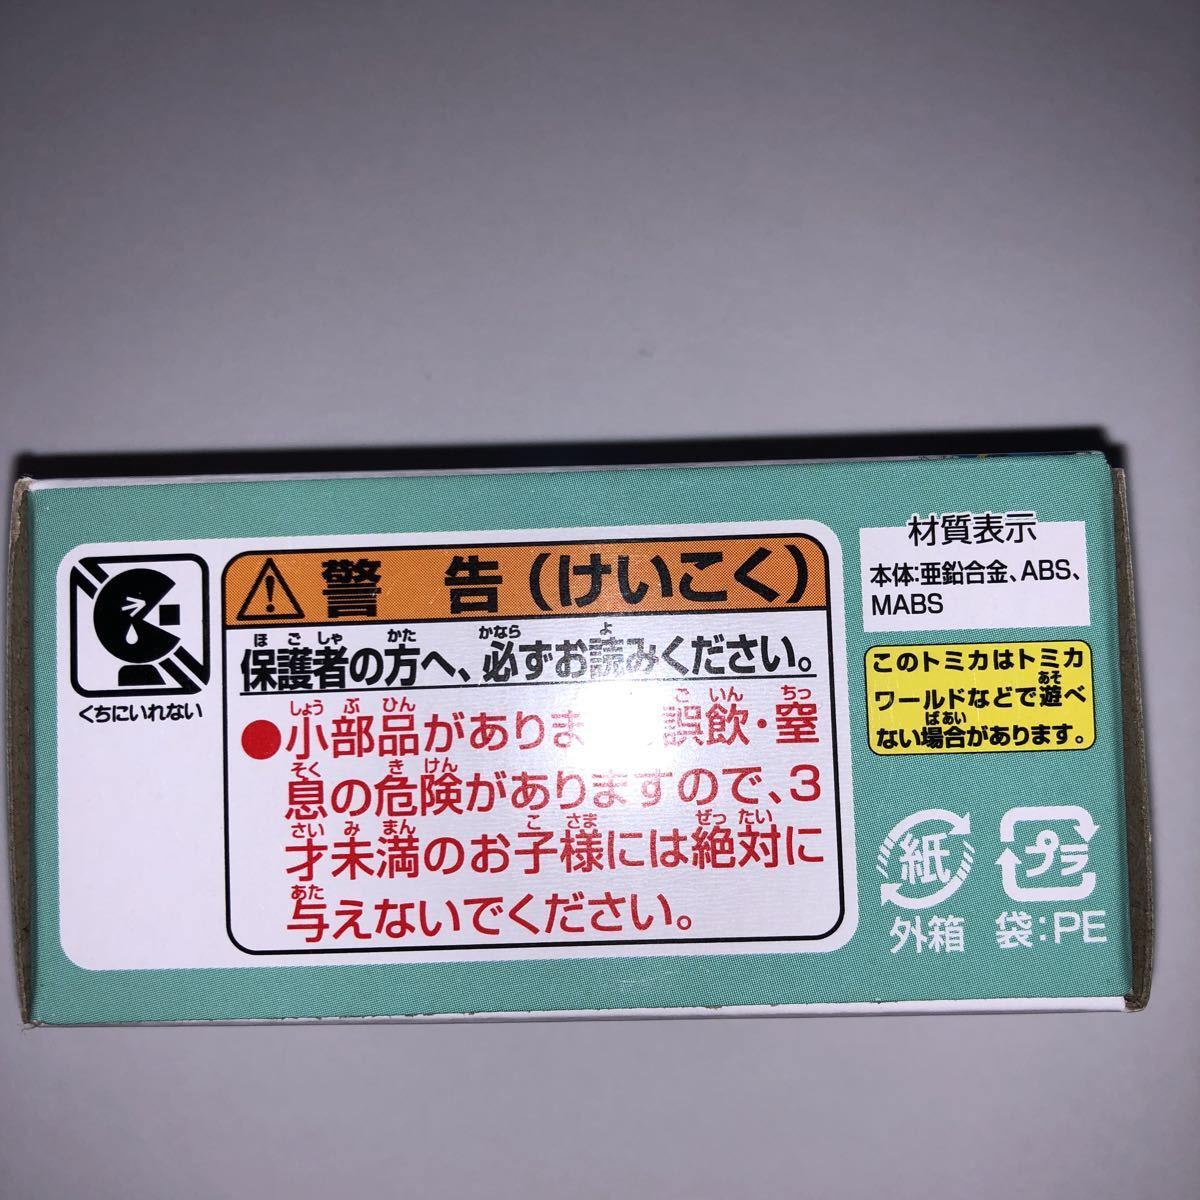 くちにいれない
警 告 (けいこく)
ほごしゃ かた かなら よ
保護者の方へ、必ずお読みください。
しょうぶひん ごいん ちっ
●小部品がありま 誤飲・窒
そく きけん
息の危険がありますので、3
さいみまん こさま ぜったい
才未満のお子様には絶対に
あた
与えないでください。
材質表示
本体:亜鉛合金、ABS、
MABS
このトミカはトミカ
あそ
ワールドなどで遊べ
ばあい
ない場合があります。
紙
外箱
プラ
袋:PE